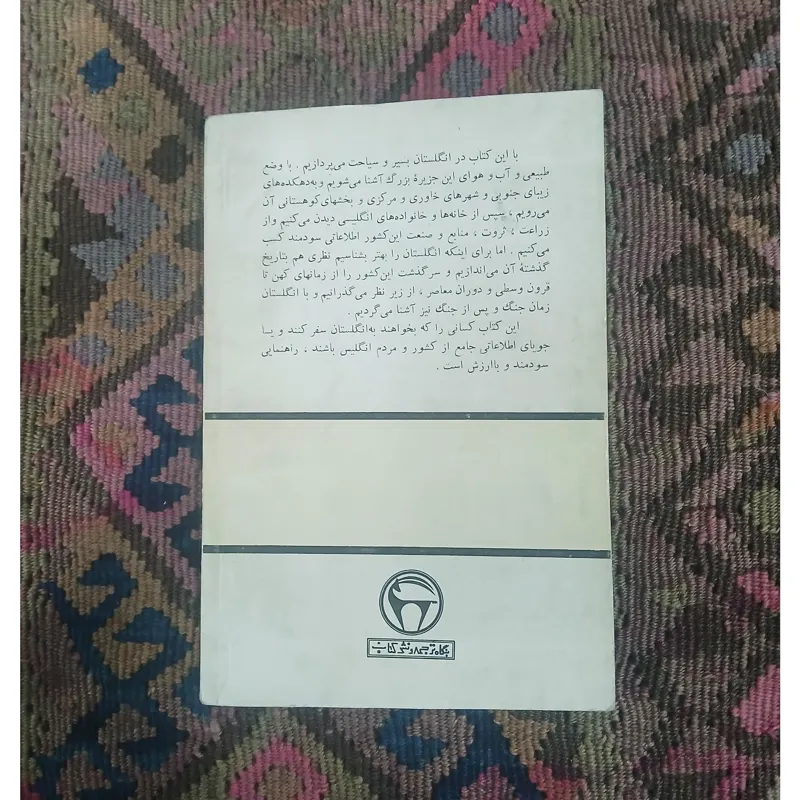 با این کتاب در انگلستان بسیر و سیاحت می‌پردازیم . با وضع
طبیعی و آب و هوای این جزیرهٔ بزرگ آشنا می‌شویم و به‌دهکده‌های
زیبای جنوبی و شهرهای خاوری و مرکزی و بخشهای کوهستانی آن
می‌رویم ، سپس از خانه‌ها و خانواده‌های انگلیسی دیدن می‌کنیم و از
زراعت ، ثروت ، منابع و صنعت این‌کشور اطلاعاتی سودمند کسب
می‌کنیم . اما برای اینکه انگلستان را بهتر بشناسیم نظری هم بتاریخ
گذشتهٔ آن می‌اندازیم و سرگذشت این‌کشور را از زمانهای کهن تا
قرون وسطی و دوران معاصر ، از زیر نظر می‌گذرانیم و با انگلستان
زمان جنگ و پس از جنگ نیز آشنا می‌گردیم .
این کتاب کسانی را که بخواهند به‌انگلستان سفر کنند و یا
جویای اطلاعاتی جامع از کشور و مردم انگلیس باشند ، راهنمایی
سودمند و باارزش است .
بنگاه ترجمه و نشر کتاب